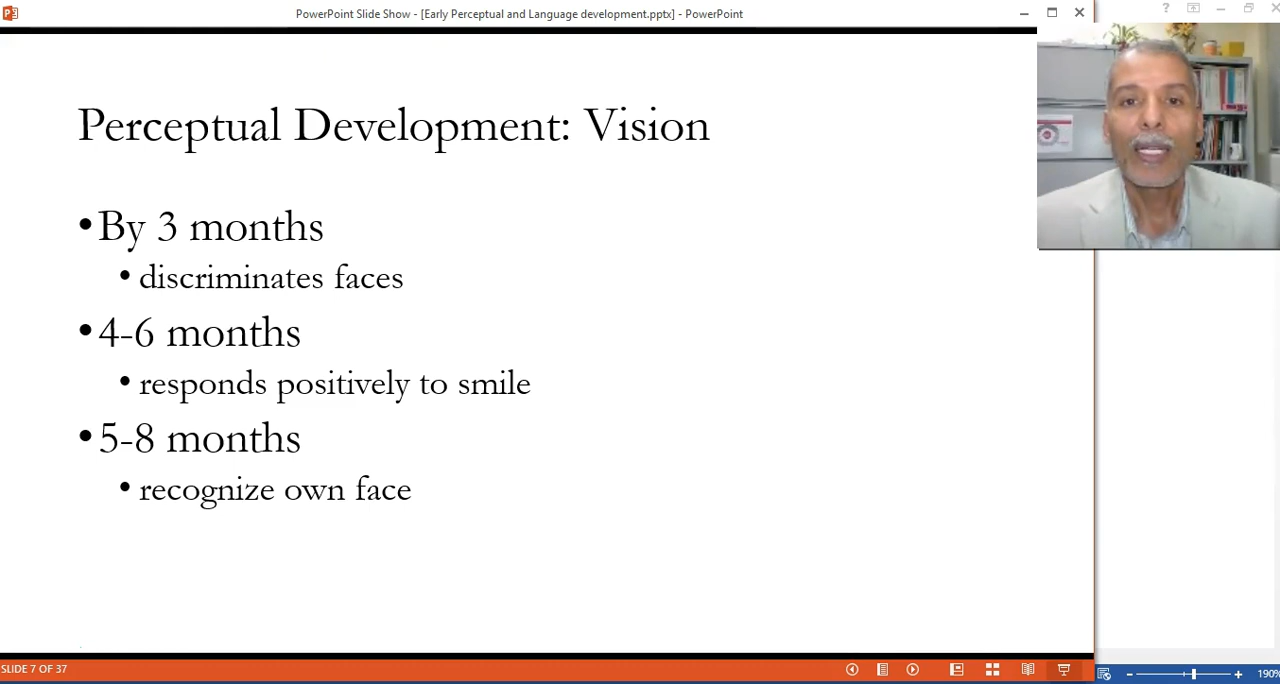 PowerPoint Slide Show - [Early Perceptual and Language development.pptx] - PowerPoint
Perceptual Development: Vision
•By 3 months
•discriminates faces
•4-6 months
•responds positively to smile
•5-8 months
•recognize own face
SLIDE 7 OF 37
190%